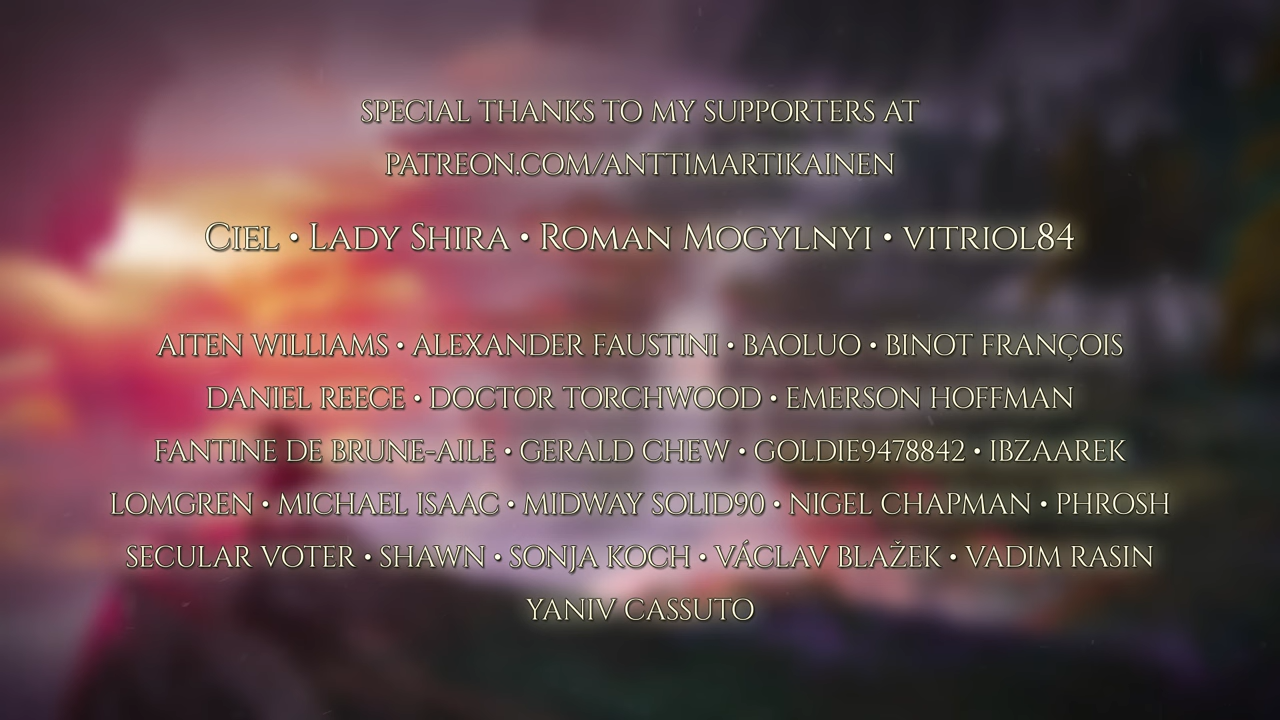 SPECIAL THANKS TO MY SUPPORTERS AT
PATREON.COM/ANTTIMARTIKAINEN
Ciel • Lady Shira • Roman Mogylnyi • vitriol84
AITEN WILLIAMS • ALEXANDER FAUSTINI • BAOLUO • BINOT FRANÇOIS
DANIEL REECE • DOCTOR TORCHWOOD • EMERSON HOFFMAN
FANTINE DE BRUNE-AILE • GERALD CHEW • GOLDIE9478842 • IBZAAREK
LOMGREN • MICHAEL ISAAC • MIDWAY SOLID90 • NIGEL CHAPMAN • PHROSH
SECULAR VOTER • SHAWN • SONJA KOCH • VÁCLAV BLAŽEK • VADIM RASIN
YANIV CASSUTO